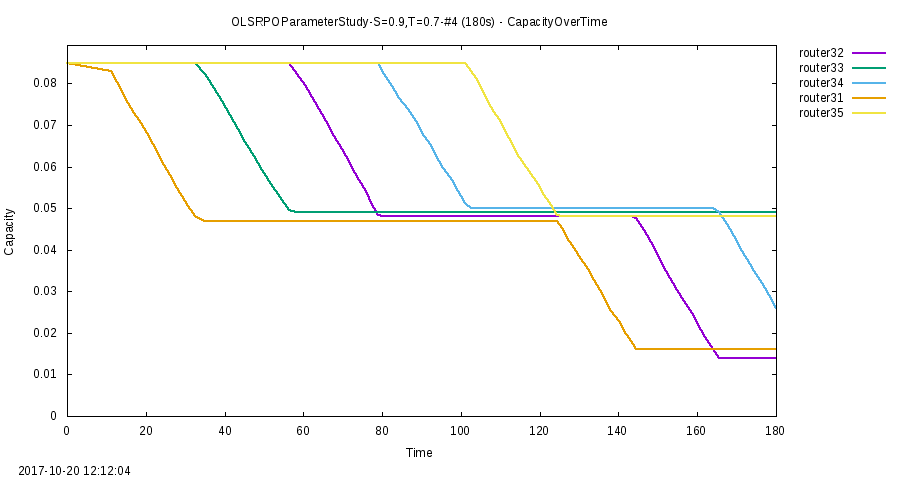 OLSRPOParameterStudy-S=0.9,T=0.7-#4 (180s) - CapacityOverTime
router32
router33
router34
router31
router35
0.08
0.07
0.06
0.05
0.04
0.03
0.02
0.01
0
Capacity
0 20 40 60 80 100 120 140 160 180
Time
2017-10-20 12:12:04